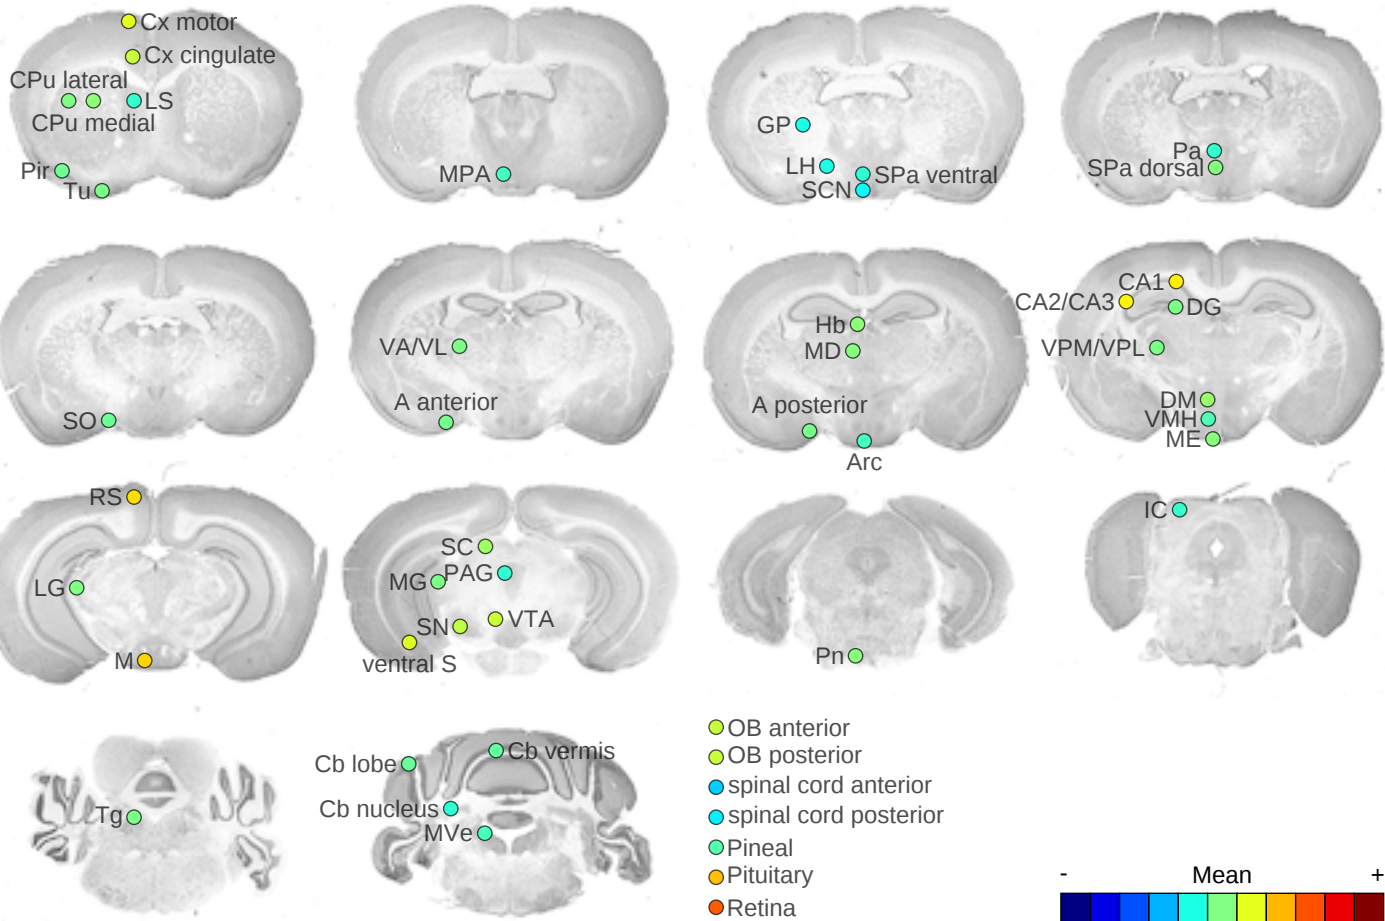 Cx motor
Cx cingulate
CPu lateral
LS
CPu medial
Pir
Tu
MPA
GP
LH
SPa ventral
SCN
Pa
SPa dorsal
SO
VA/VL
A anterior
Hb
MD
A posterior
Arc
CA1
CA2/CA3
DG
VPM/VPL
DM
VMH
ME
RS
LG
M
SC
PAG
MG
VTA
SN
ventral S
Pn
IC
Tg
Cb lobe
Cb vermis
Cb nucleus
MVe
OB anterior
OB posterior
spinal cord anterior
spinal cord posterior
Pineal
Pituitary
Retina
- Mean +